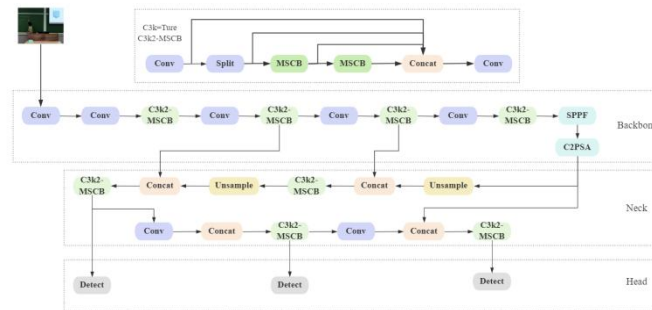 C3k=Ture
C3k2-MSCB
Conv Split MSCB MSCB Concat Conv
Conv Conv C3k2-MSCB Conv C3k2-MSCB Conv C3k2-MSCB Conv C3k2-MSCB SPPF
Backbon
C2PSA
C3k2-MSCB Concat Unsample C3k2-MSCB Concat Unsample
Neck
Conv Concat C3k2-MSCB Conv Concat C3k2-MSCB
Head
Detect Detect Detect